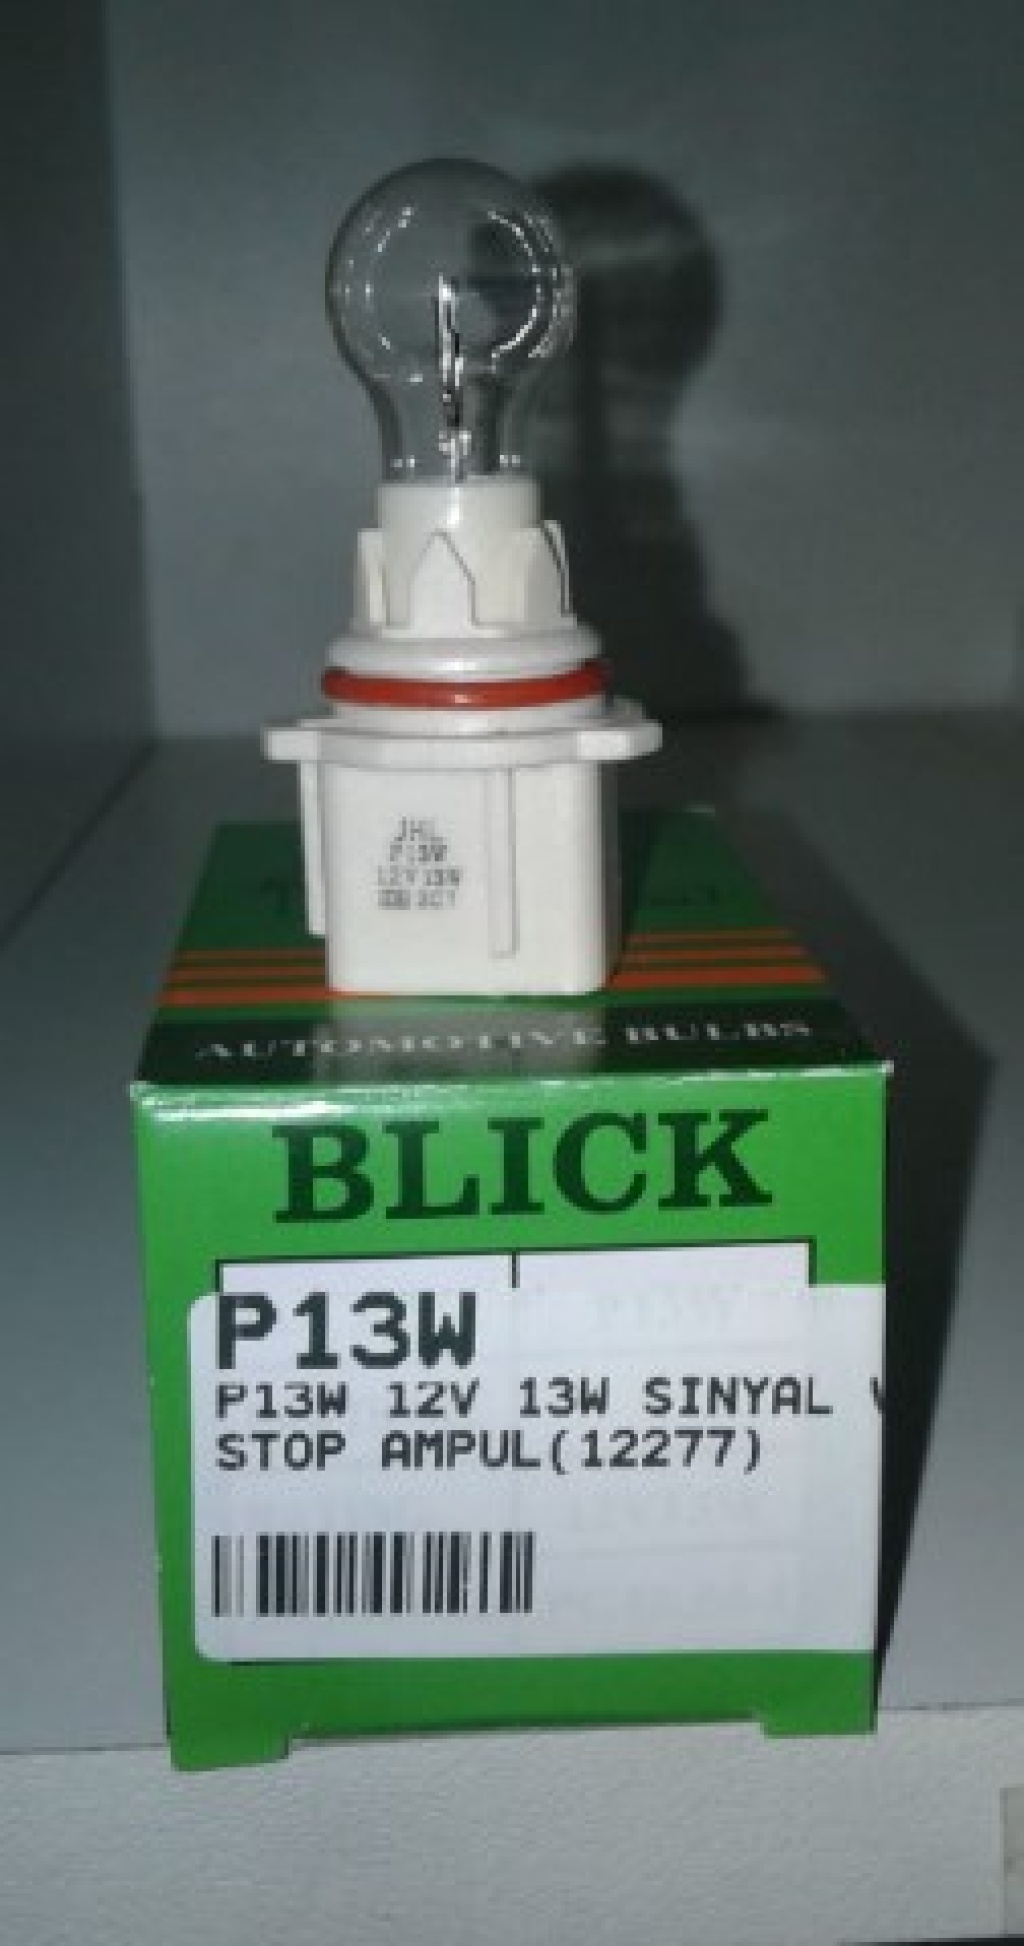 JHL
P13W
12V 13W
AUTOMOTIVE BULBS
BLICK
P13W
P13W 12V 13W SINYAL
STOP AMPUL(12277)